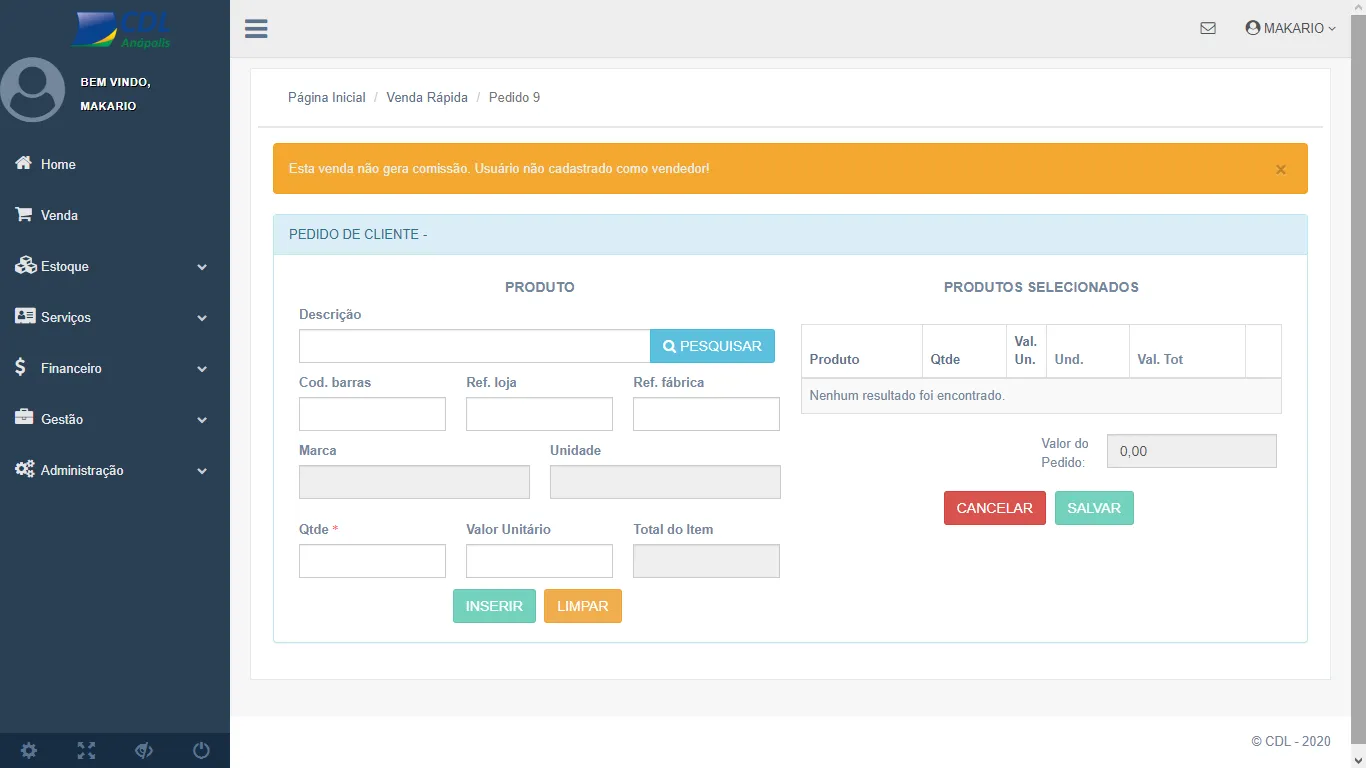 CDL
Anápolis
BEM VINDO,
MAKARIO
Home
Venda
Estoque
Serviços
Financeiro
Gestão
Administração
MAKARIO
Página Inicial / Venda Rápida / Pedido 9
Esta venda não gera comissão. Usuário não cadastrado como vendedor!
×
PEDIDO DE CLIENTE -
PRODUTO
Descrição
PESQUISAR
Cod. barras Ref. loja Ref. fábrica
Marca Unidade
Qtde * Valor Unitário Total do Item
INSERIR LIMPAR
PRODUTOS SELECIONADOS
Produto Qtde Val. Un. Und. Val. Tot
Nenhum resultado foi encontrado.
Valor do
Pedido:
0,00
CANCELAR SALVAR
© CDL - 2020